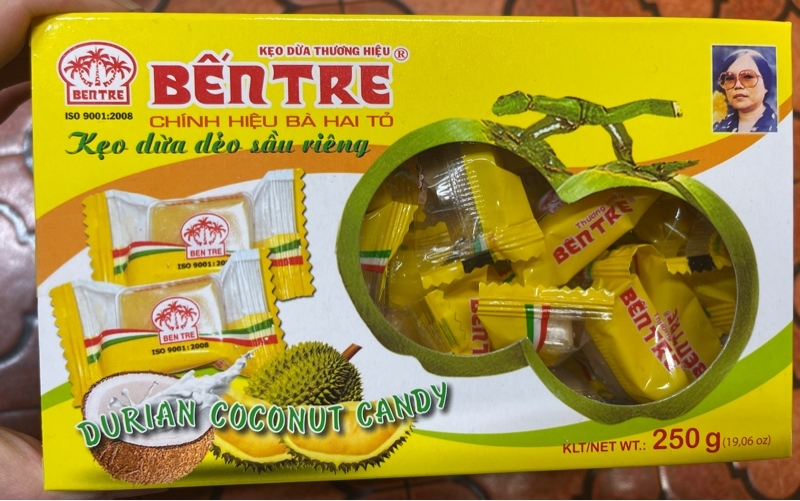 KẸO DỪA THƯƠNG HIỆU®
BẾN TRE
BẾN TRE
ISO 9001:2008
CHÍNH HIỆU BÀ HAI TỎ
Kẹo dừa dẻo sầu riêng
BẾN TRE
ISO 9001:2008
BẾN TRE
ISO 9001:2008
Thương
BẾN TRE
BẾN TRE
BẾN TRE
DURIAN COCONUT CANDY
KLT/NET WT.: 250 g (19,06 oz)